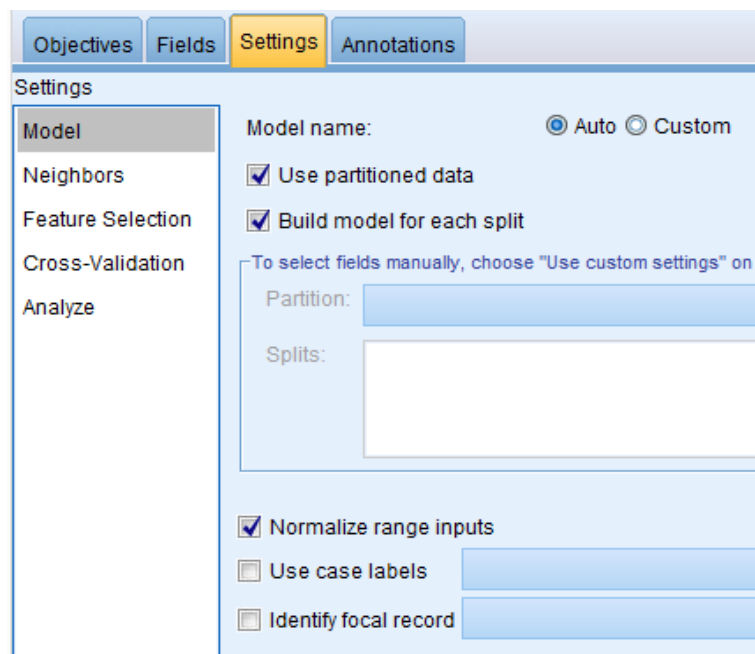 Objectives Fields Settings Annotations
Settings
Model
Neighbors
Feature Selection
Cross-Validation
Analyze
Model name: Auto Custom
Use partitioned data
Build model for each split
To select fields manually, choose "Use custom settings" on
Partition:
Splits:
Normalize range inputs
Use case labels
Identify focal record